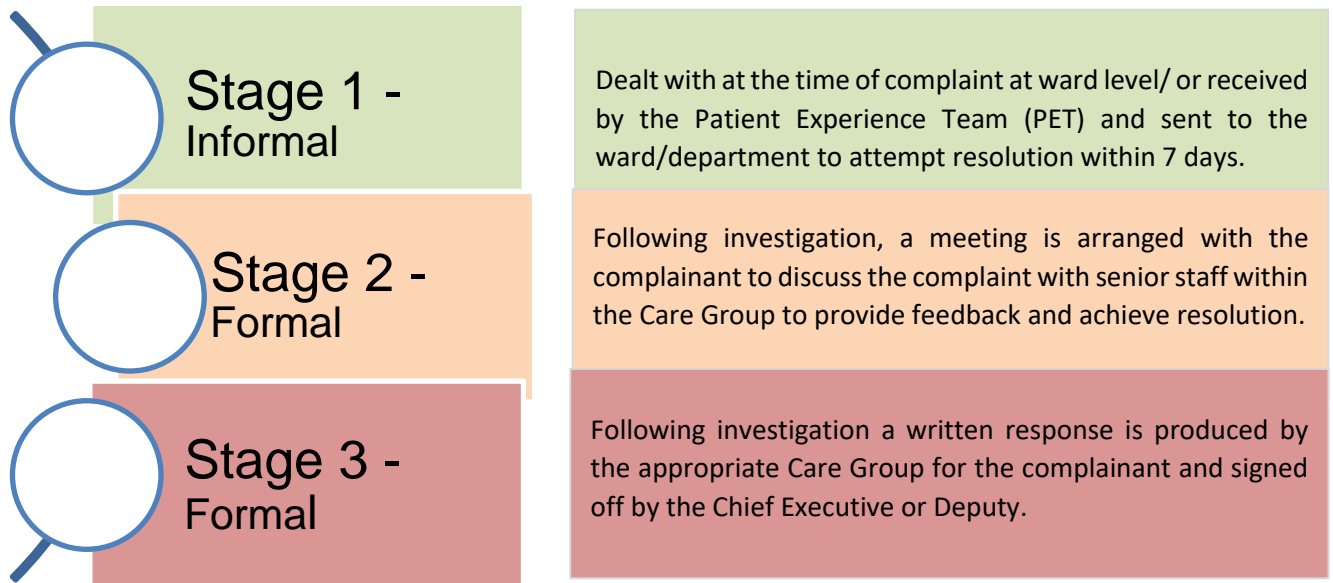 Stage 1 -
Informal
Dealt with at the time of complaint at ward level/ or received
by the Patient Experience Team (PET) and sent to the
ward/department to attempt resolution within 7 days.
Stage 2 -
Formal
Following investigation, a meeting is arranged with the
complainant to discuss the complaint with senior staff within
the Care Group to provide feedback and achieve resolution.
Stage 3 -
Formal
Following investigation a written response is produced by
the appropriate Care Group for the complainant and signed
off by the Chief Executive or Deputy.